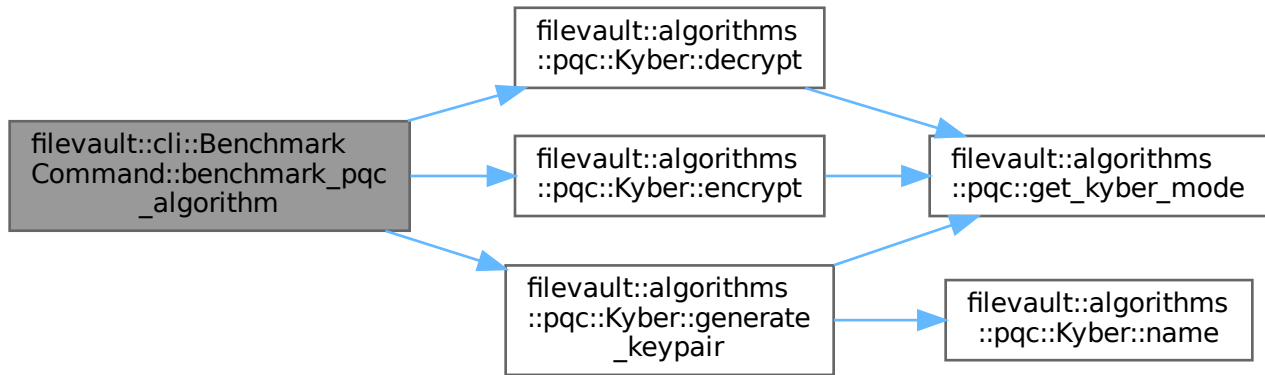 filevault::cli::Benchmark
Command::benchmark_pqc
_algorithm
filevault::algorithms
::pqc::Kyber::decrypt
filevault::algorithms
::pqc::Kyber::encrypt
filevault::algorithms
::pqc::Kyber::generate
_keypair
filevault::algorithms
::pqc::get_kyber_mode
filevault::algorithms
::pqc::Kyber::name